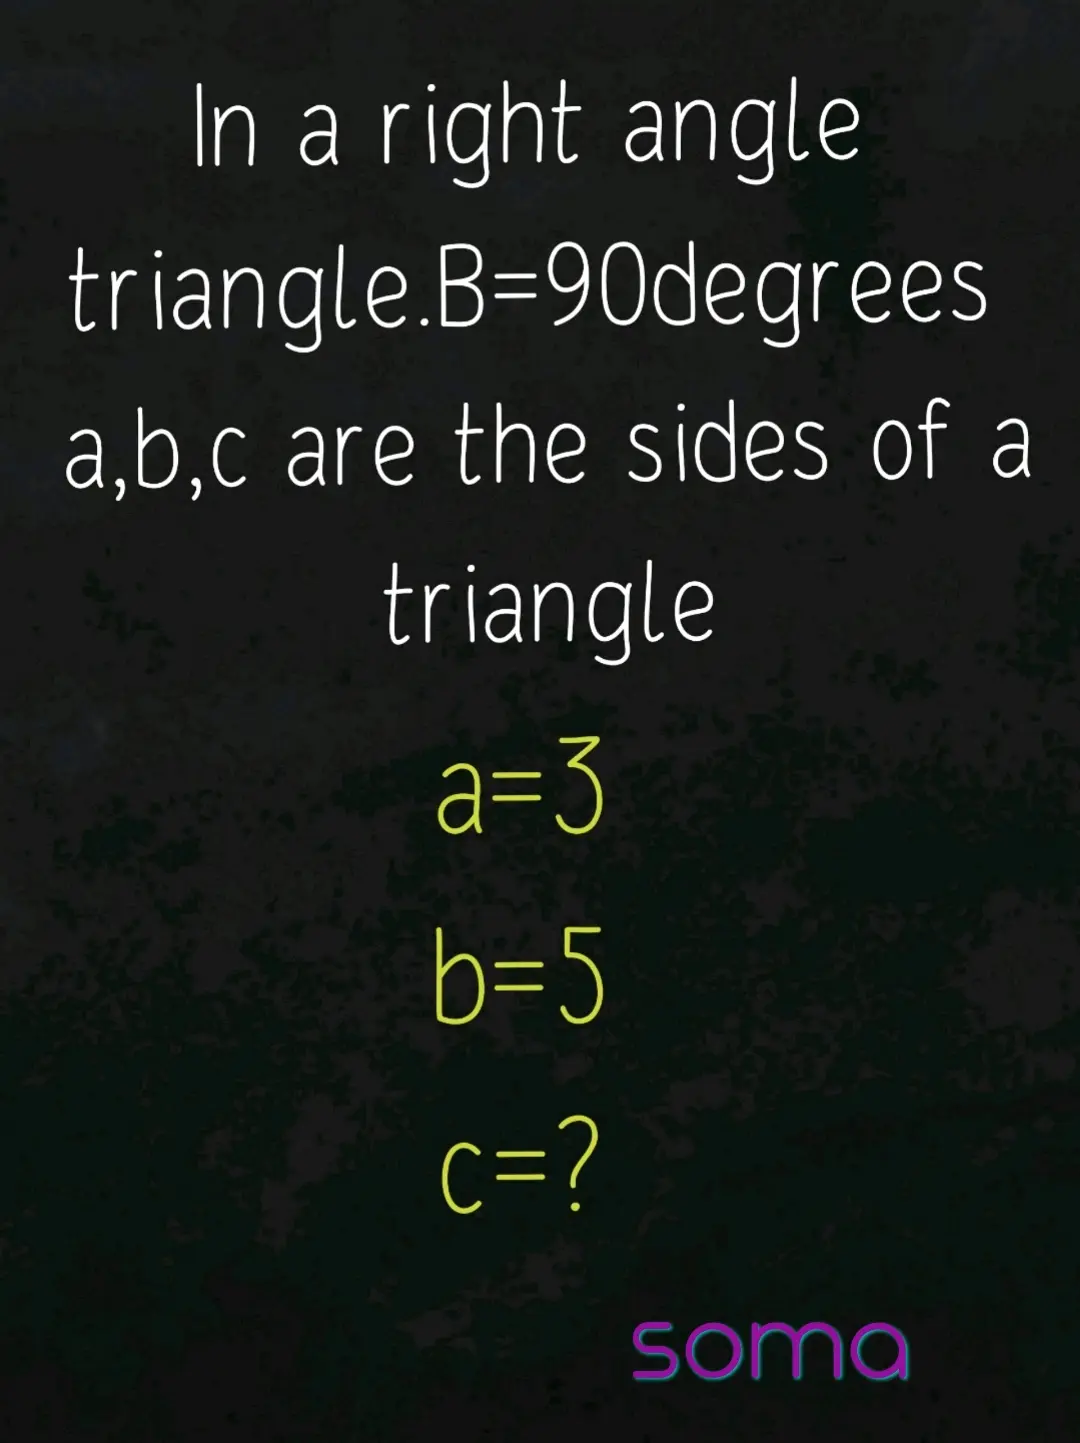 In a right angle
triangle.B=90degrees
a,b,c are the sides of a
triangle
a=3
b=5
c=?
soma